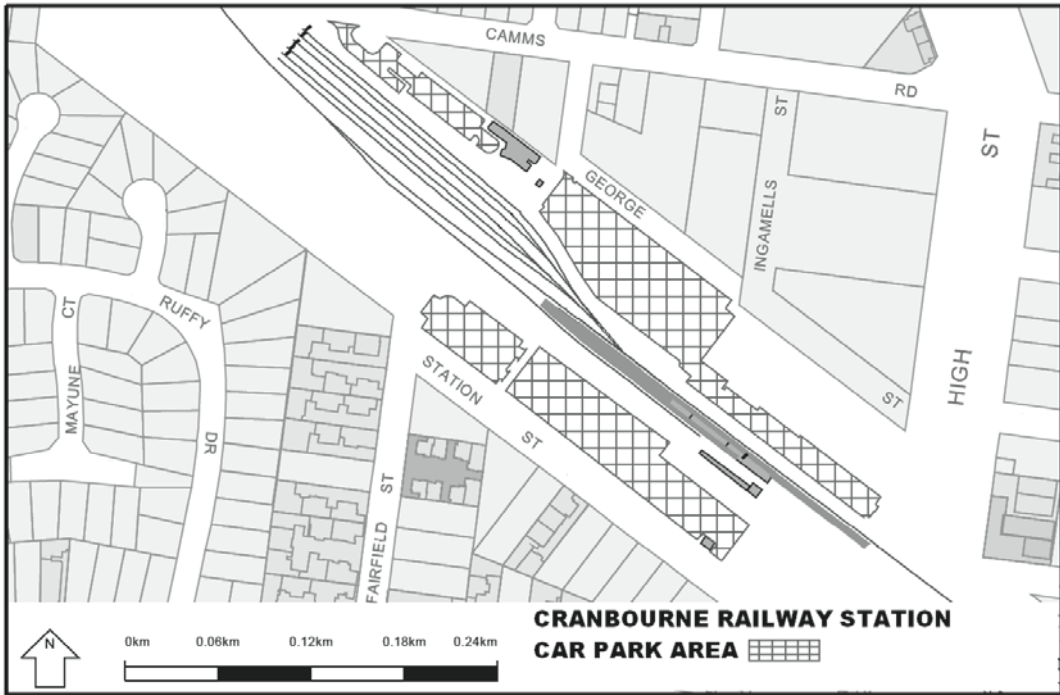 CAMMS
RD
ST
ST
GEORGE
INGAMELLS
HIGH
ST
RUFFY
DR
CT
MAYUNE
STATION
ST
FAIRFIELD
ST
N
0km 0.06km 0.12km 0.18km 0.24km
CRANBOURNE RAILWAY STATION
CAR PARK AREA